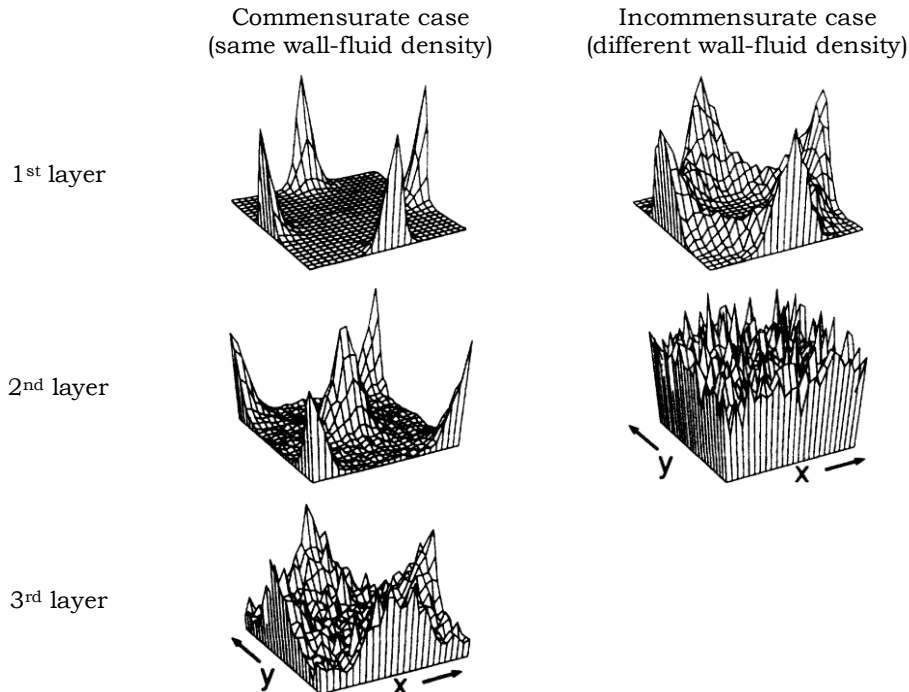 Commensurate case
(same wall-fluid density)
Incommensurate case
(different wall-fluid density)
1st layer
2nd layer
y
x
3rd layer
y
x